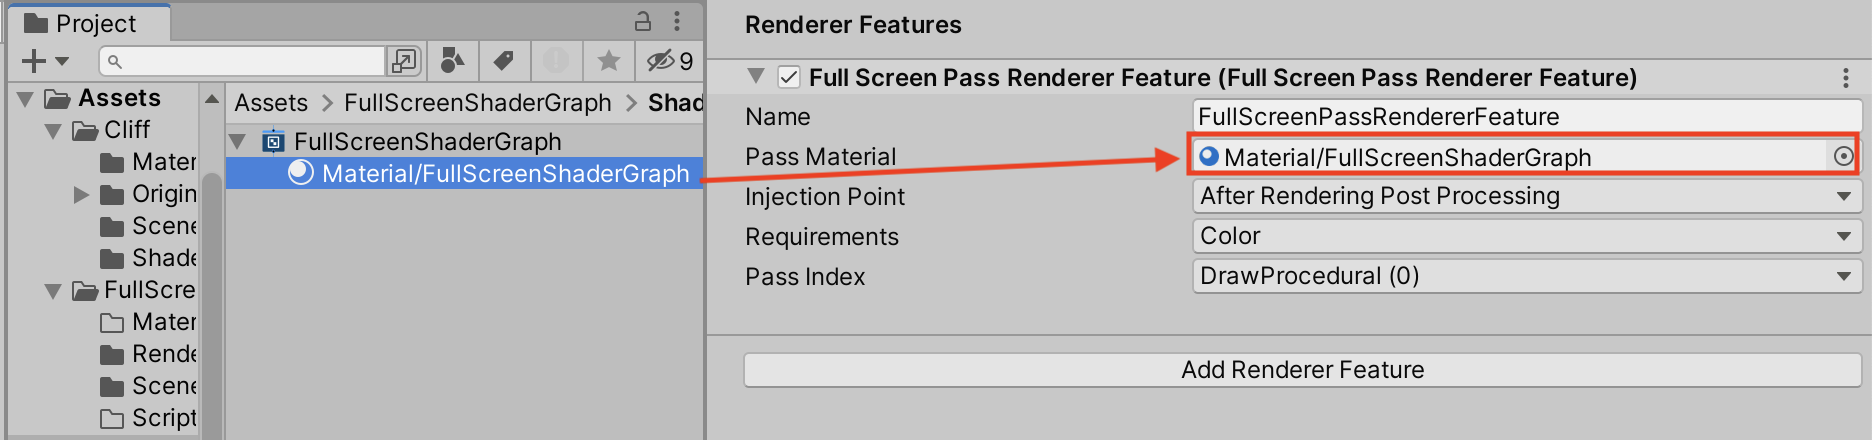 Project
9
Assets
Cliff
Mater
Origin
Scene
Shade
FullScre
Mater
Rende
Scene
Script
Assets > FullScreenShaderGraph > Shad
FullScreenShaderGraph
Material/FullScreenShaderGraph
Renderer Features
Full Screen Pass Renderer Feature (Full Screen Pass Renderer Feature)
Name FullScreenPassRendererFeature
Pass Material Material/FullScreenShaderGraph
Injection Point After Rendering Post Processing
Requirements Color
Pass Index DrawProcedural (0)
Add Renderer Feature